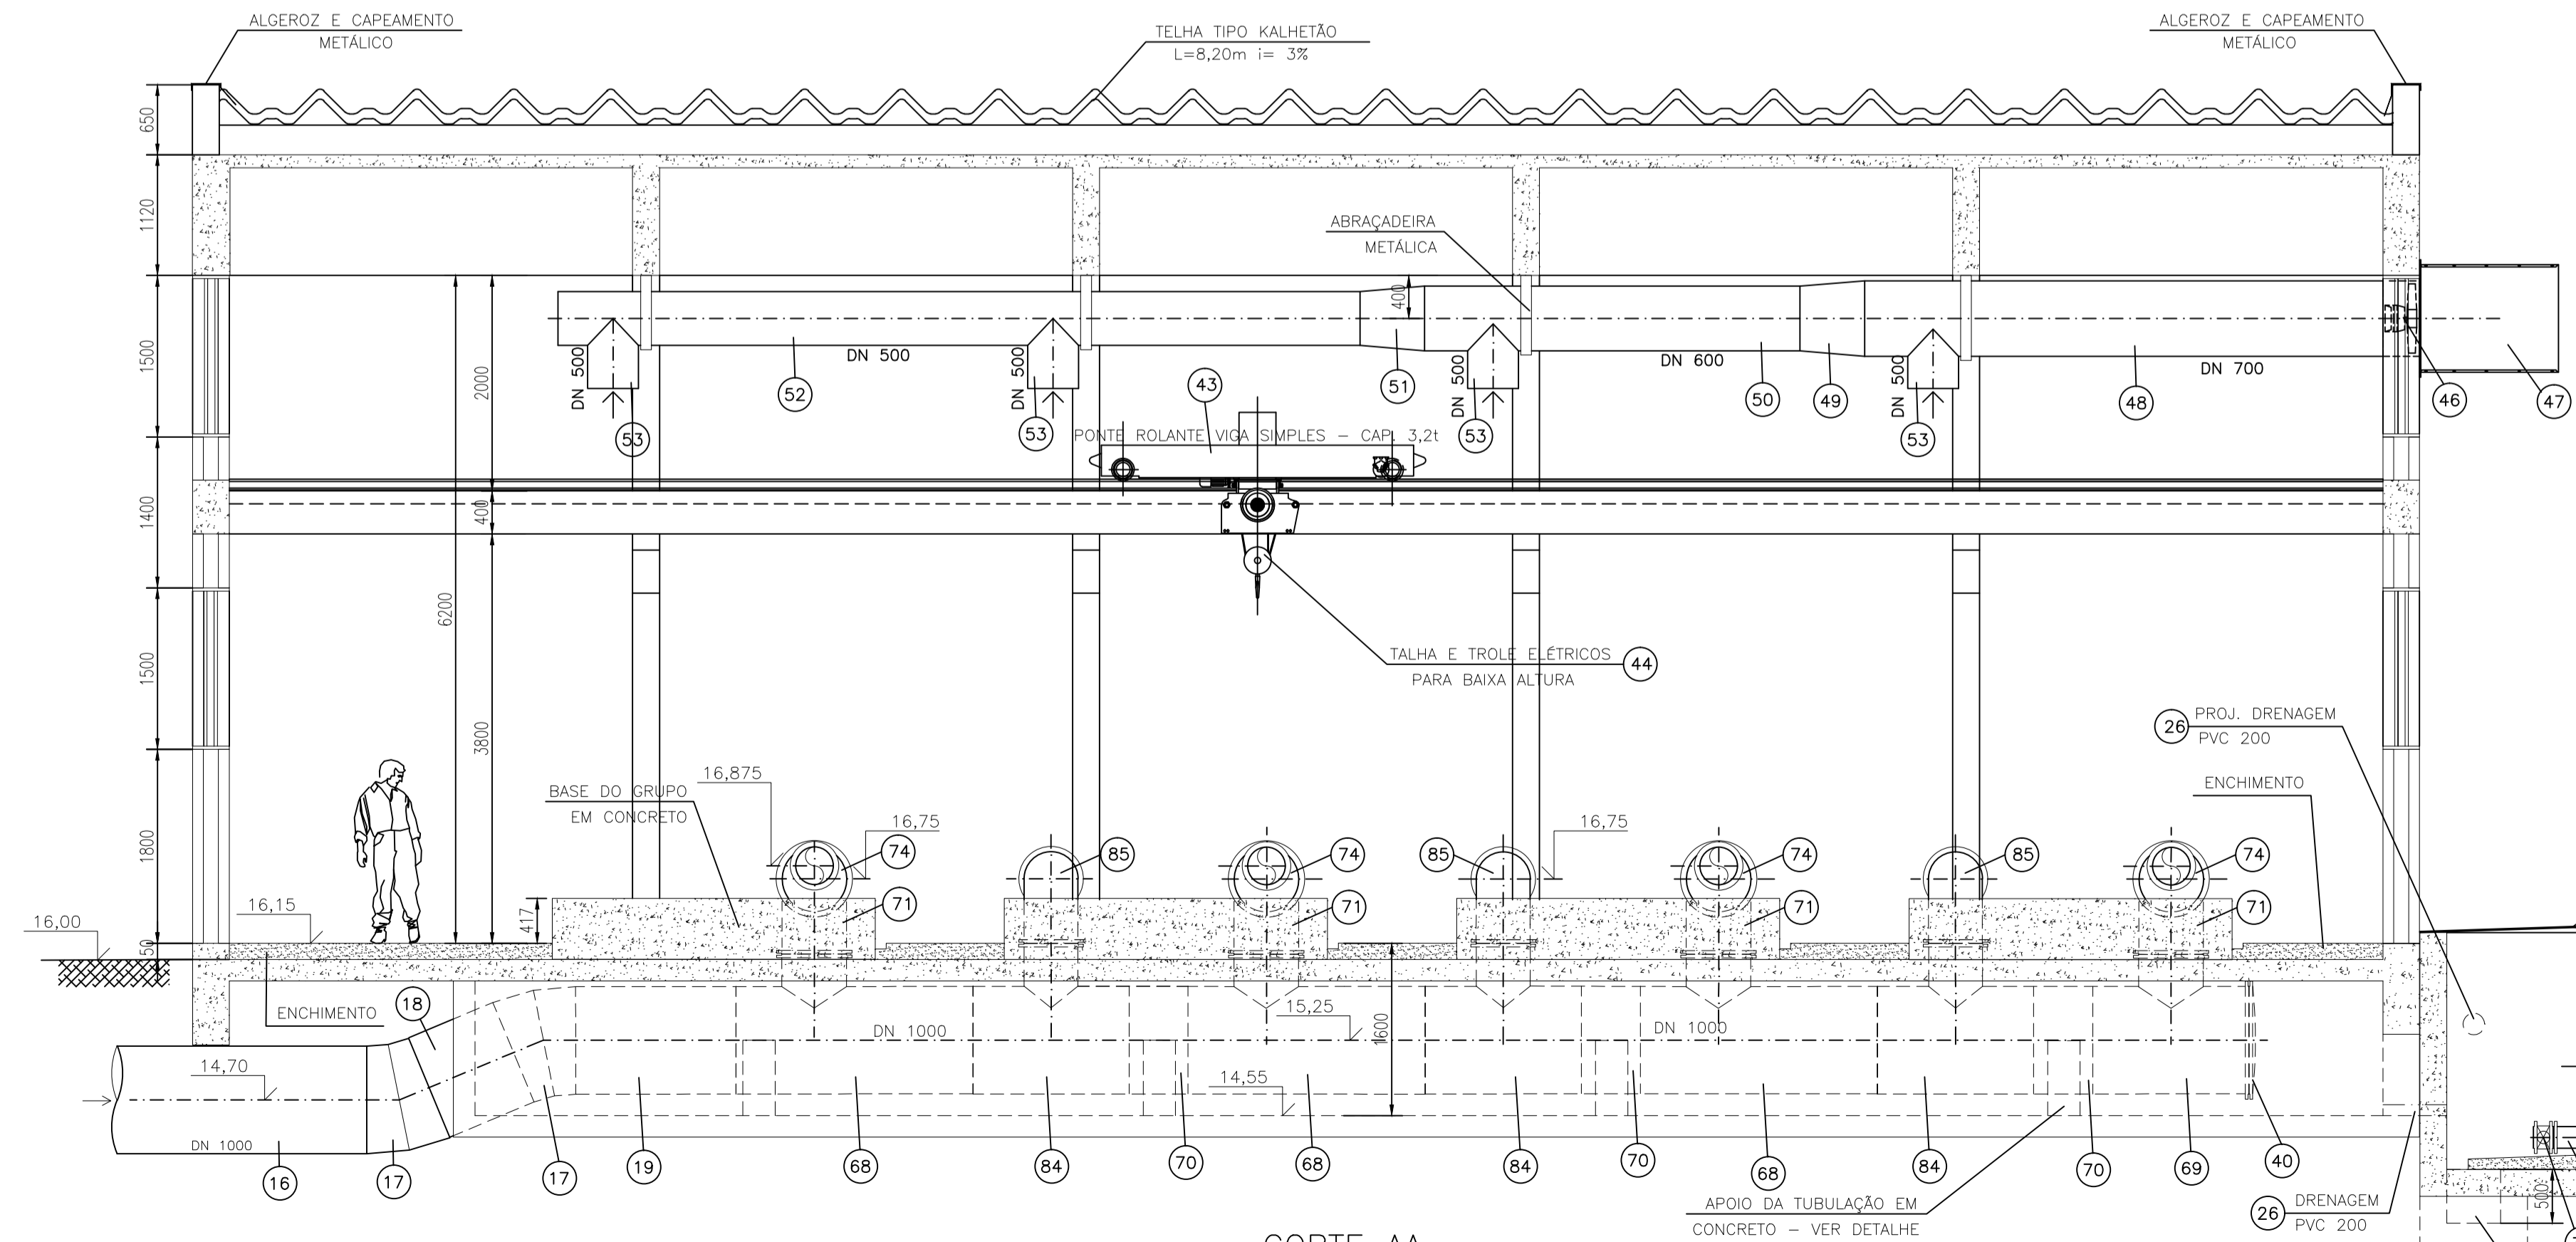 ALGEROZ E CAPEAMENTO
METÁLICO
TELHA TIPO KALHETÃO
L=8,20m i= 3%
ALGEROZ E CAPEAMENTO
METÁLICO
650
1120
1500
1400
1500
1800
6200
2000
400
3800
ABRAÇADEIRA
METÁLICA
400
DN 500
DN 500
DN 500
DN 500
DN 500
DN 600
DN 700
52
53
53
43
51
53
50
49
53
48
46
47
PONTE ROLANTE VIGA SIMPLES – CAP. 3,2t
TALHA E TROLE ELÉTRICOS
44
PARA BAIXA ALTURA
26
PROJ. DRENAGEM
PVC 200
ENCHIMENTO
BASE DO GRUPO
EM CONCRETO
16,875
16,75
16,75
74
85
74
85
74
85
74
71
71
71
71
417
16,15
16,00
ENCHIMENTO
18
14,70
DN 1000
DN 1000
15,25
14,55
1600
DN 1000
16
17
17
19
68
84
70
68
84
70
68
84
70
69
40
APOIO DA TUBULAÇÃO EM
CONCRETO – VER DETALHE
26
DRENAGEM
PVC 200
500
CORTE AA